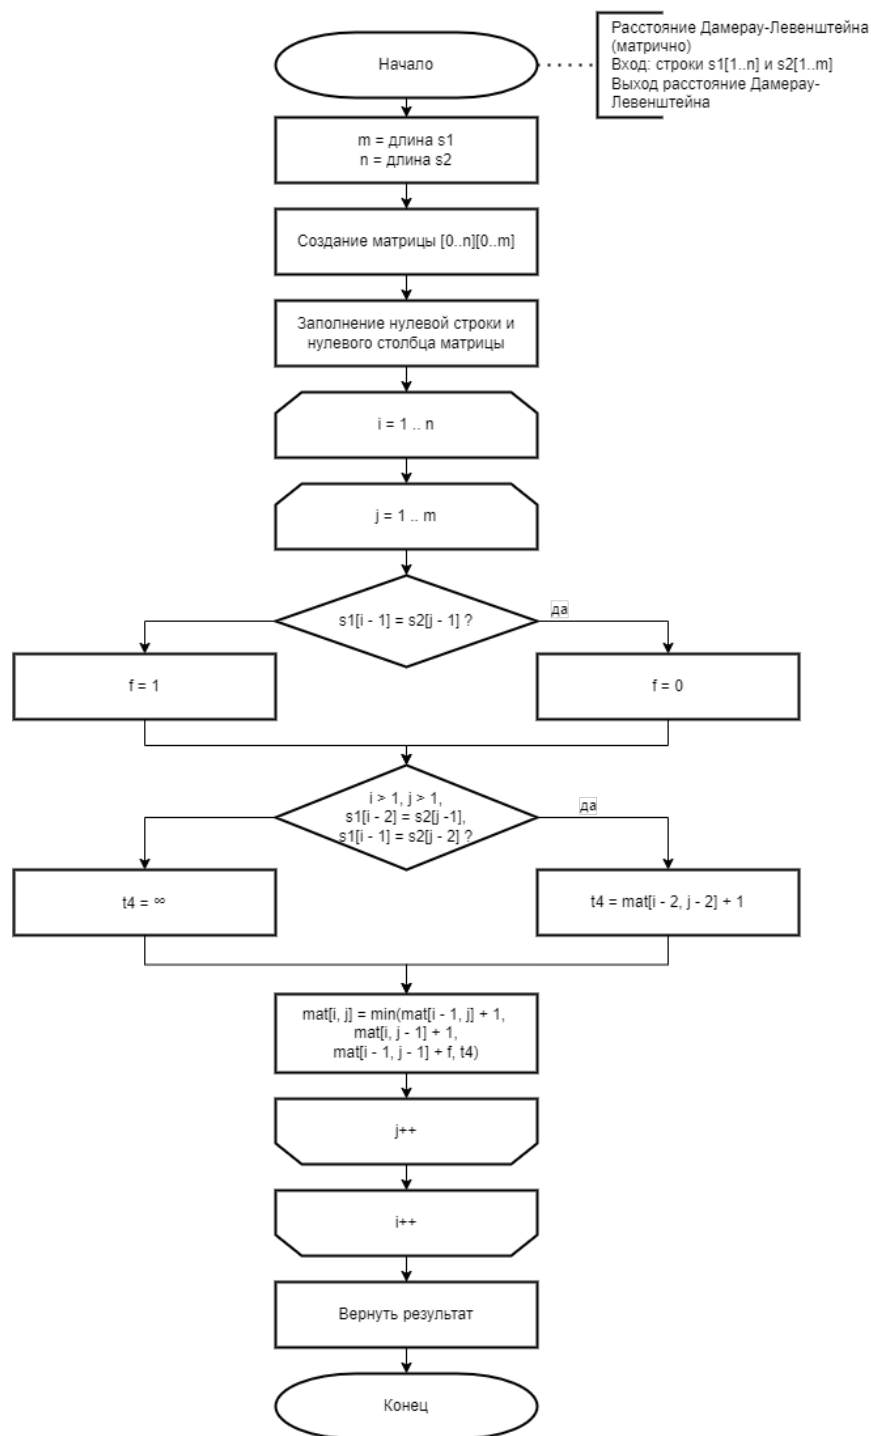 Начало
Расстояние Дамерау-Левенштейна
(матрично)
Вход: строки s1[1..n] и s2[1..m]
Выход расстояние Дамерау-
Левенштейна
m = длина s1
n = длина s2
Создание матрицы [0..n][0..m]
Заполнение нулевой строки и
нулевого столбца матрицы
i = 1 .. n
j = 1 .. m
s1[i - 1] = s2[j - 1] ?
да
f = 1
f = 0
i > 1, j > 1,
s1[i - 2] = s2[j -1],
s1[i - 1] = s2[j - 2] ?
да
t4 = ∞
t4 = mat[i - 2, j - 2] + 1
mat[i, j] = min(mat[i - 1, j] + 1,
mat[i, j - 1] + 1,
mat[i - 1, j - 1] + f, t4)
j++
i++
Вернуть результат
Конец